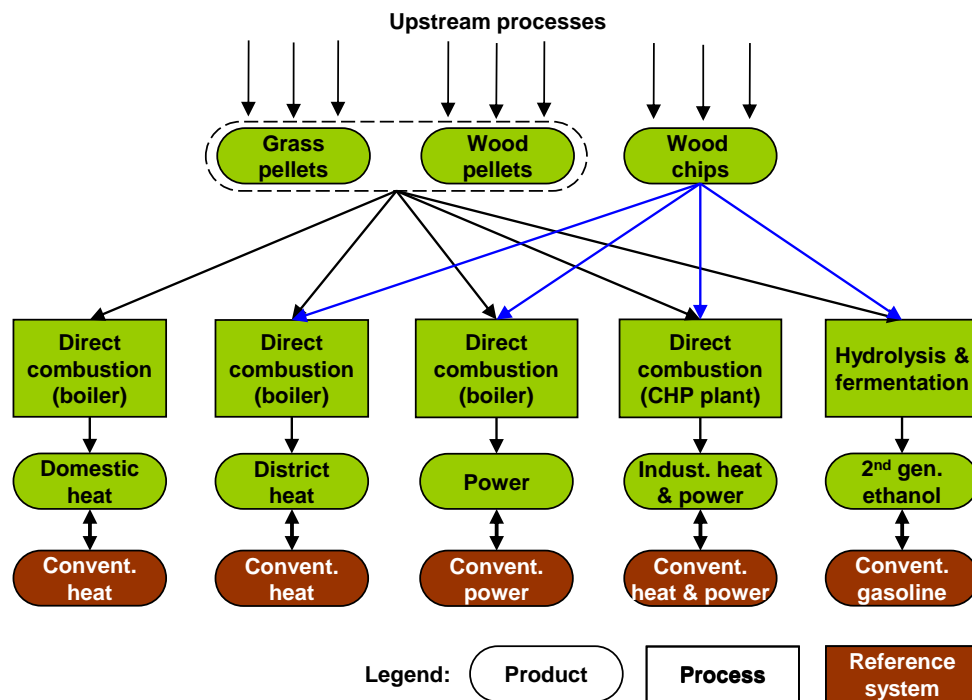 Upstream processes
Grass
pellets
Wood
pellets
Wood
chips
Direct
combustion
(boiler)
Direct
combustion
(boiler)
Direct
combustion
(boiler)
Direct
combustion
(CHP plant)
Hydrolysis &
fermentation
Domestic
heat
District
heat
Power
Indust. heat
& power
2nd gen.
ethanol
Convent.
heat
Convent.
heat
Convent.
power
Convent.
heat & power
Convent.
gasoline
Legend:
Product
Process
Reference
system